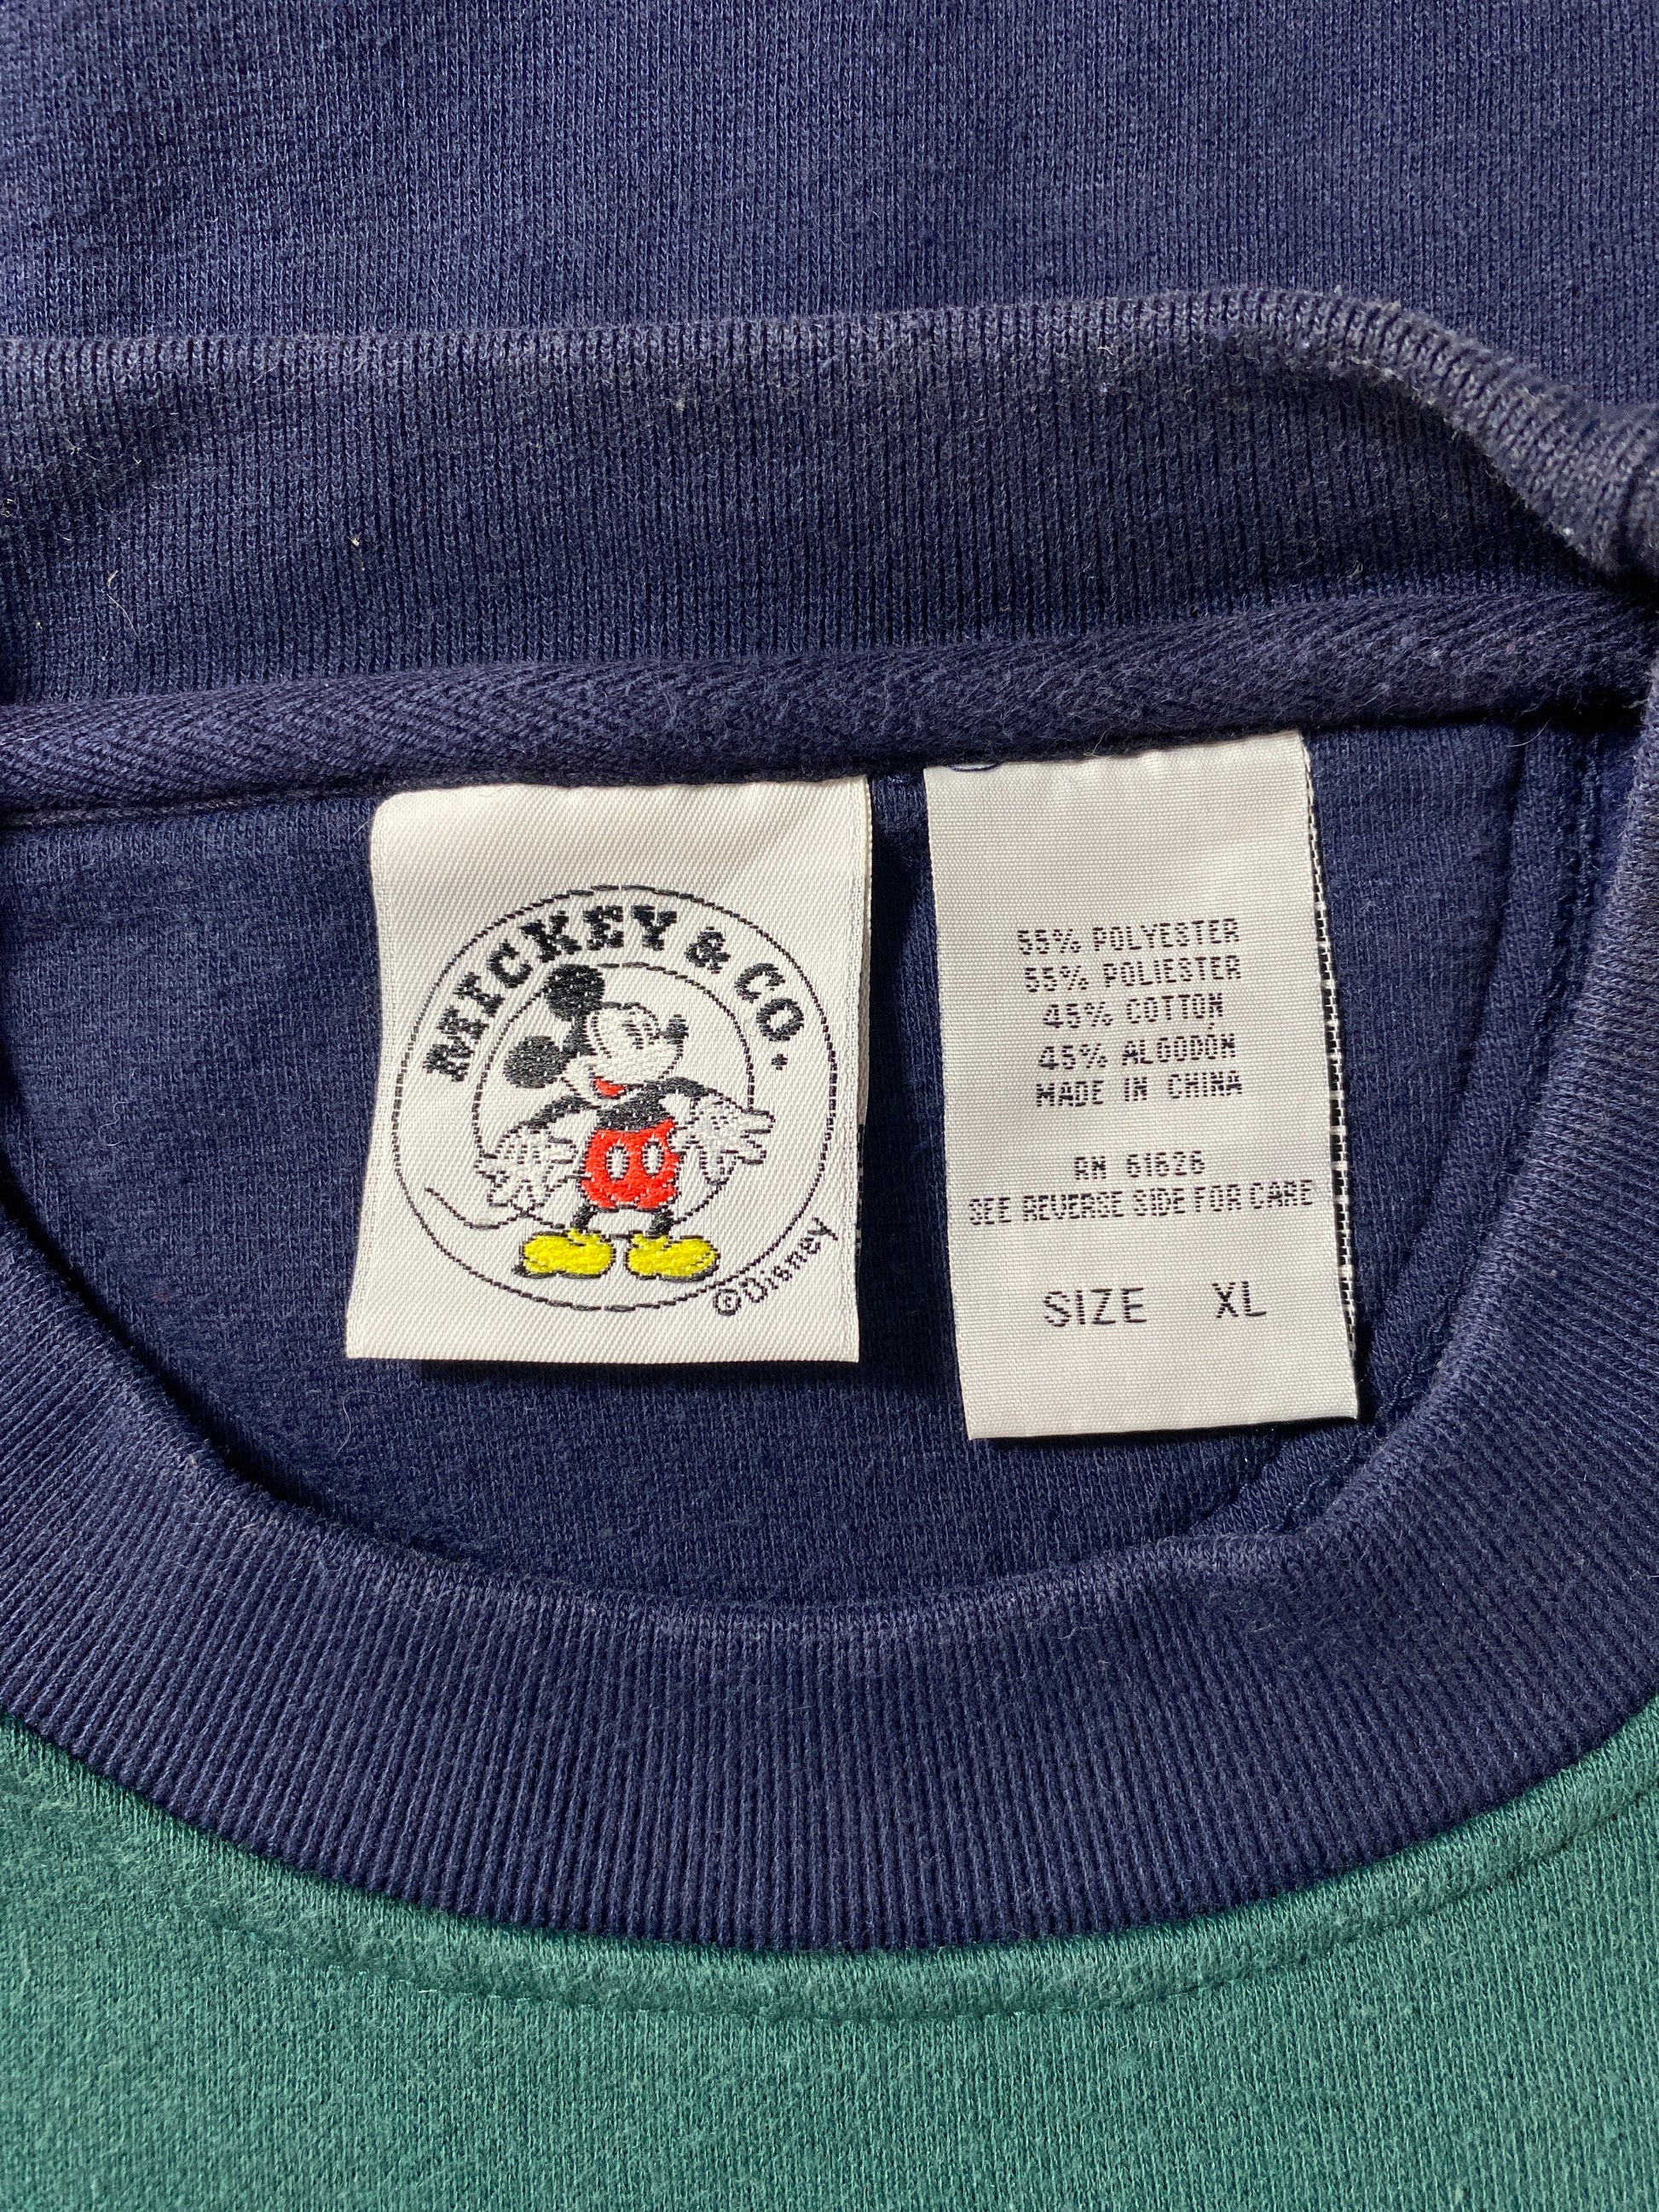 MICKEY & CO.
©Disney
55% POLYESTER
55% POLIESTER
45% COTTON
45% ALGODÓN
MADE IN CHINA
RN 61626
SEE REVERSE SIDE FOR CARE
SIZE XL